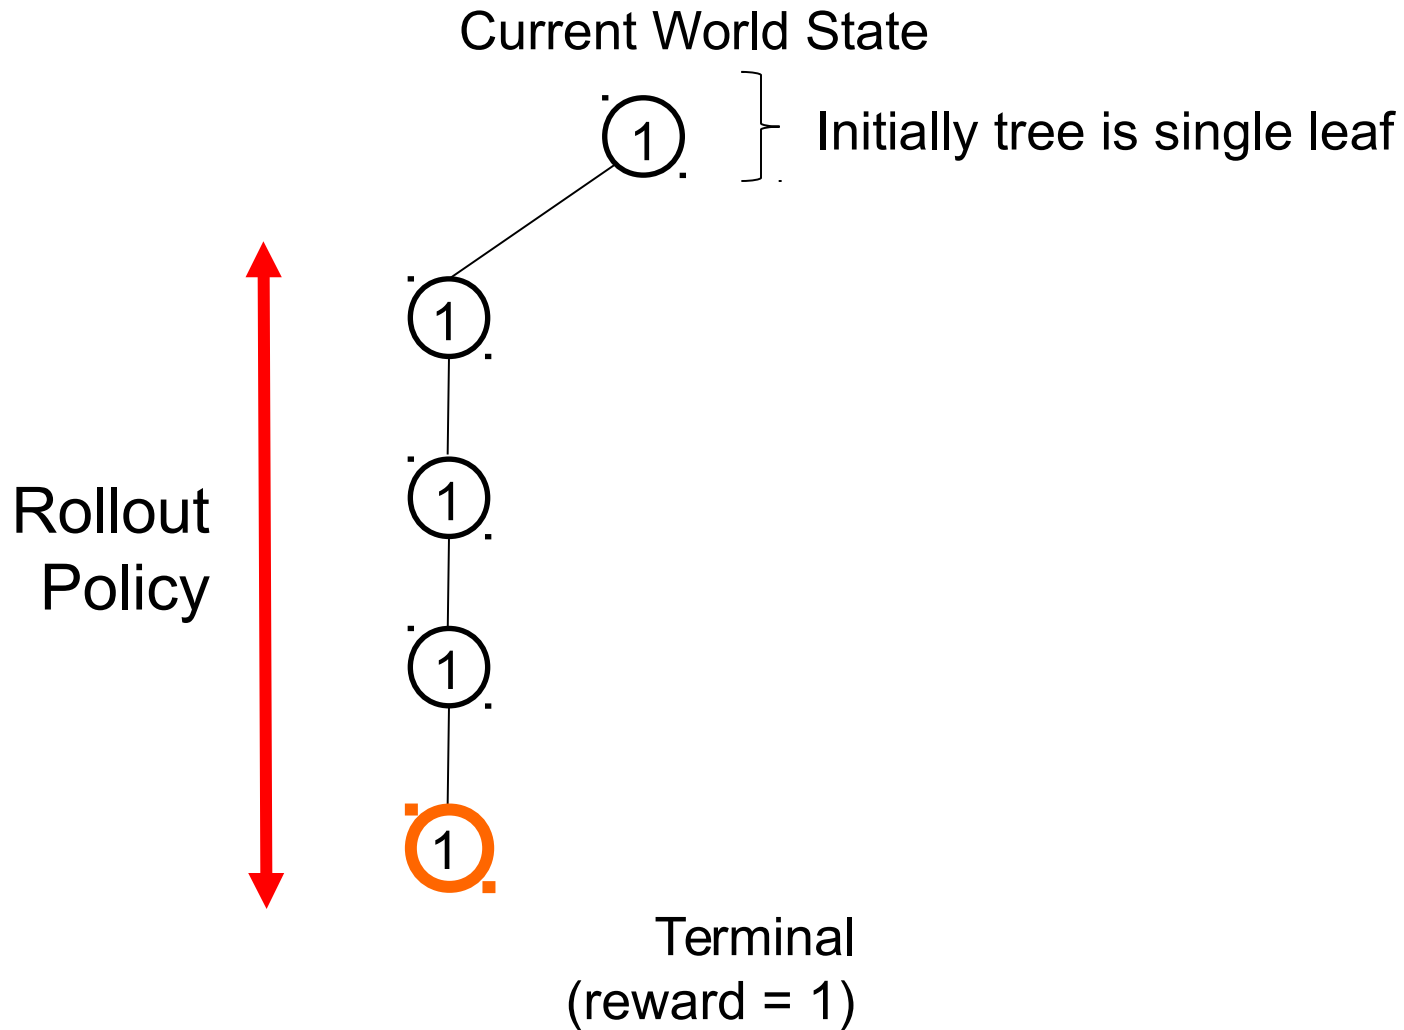 Current World State
1
Initially tree is single leaf
1
Rollout
Policy
1
1
1
Terminal
(reward = 1)